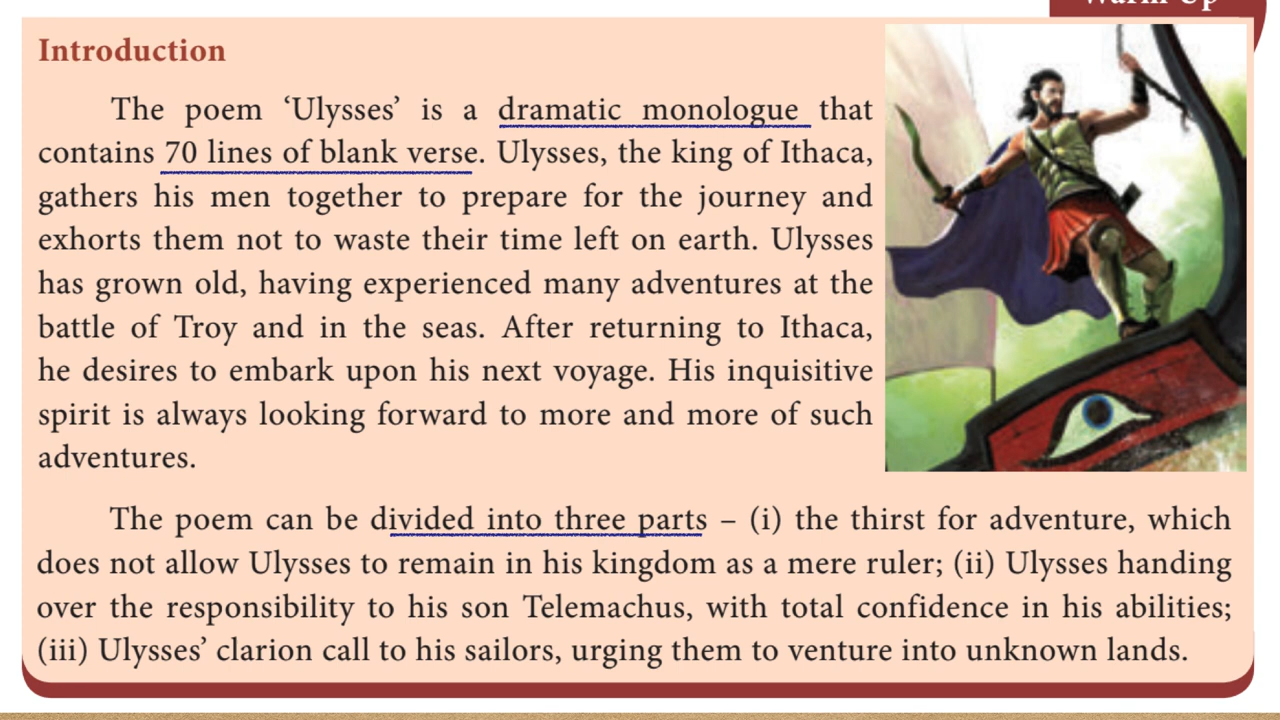 Warm Up
Introduction
The poem ‘Ulysses’ is a dramatic monologue that
contains 70 lines of blank verse. Ulysses, the king of Ithaca,
gathers his men together to prepare for the journey and
exhorts them not to waste their time left on earth. Ulysses
has grown old, having experienced many adventures at the
battle of Troy and in the seas. After returning to Ithaca,
he desires to embark upon his next voyage. His inquisitive
spirit is always looking forward to more and more of such
adventures.
The poem can be divided into three parts – (i) the thirst for adventure, which
does not allow Ulysses to remain in his kingdom as a mere ruler; (ii) Ulysses handing
over the responsibility to his son Telemachus, with total confidence in his abilities;
(iii) Ulysses’ clarion call to his sailors, urging them to venture into unknown lands.